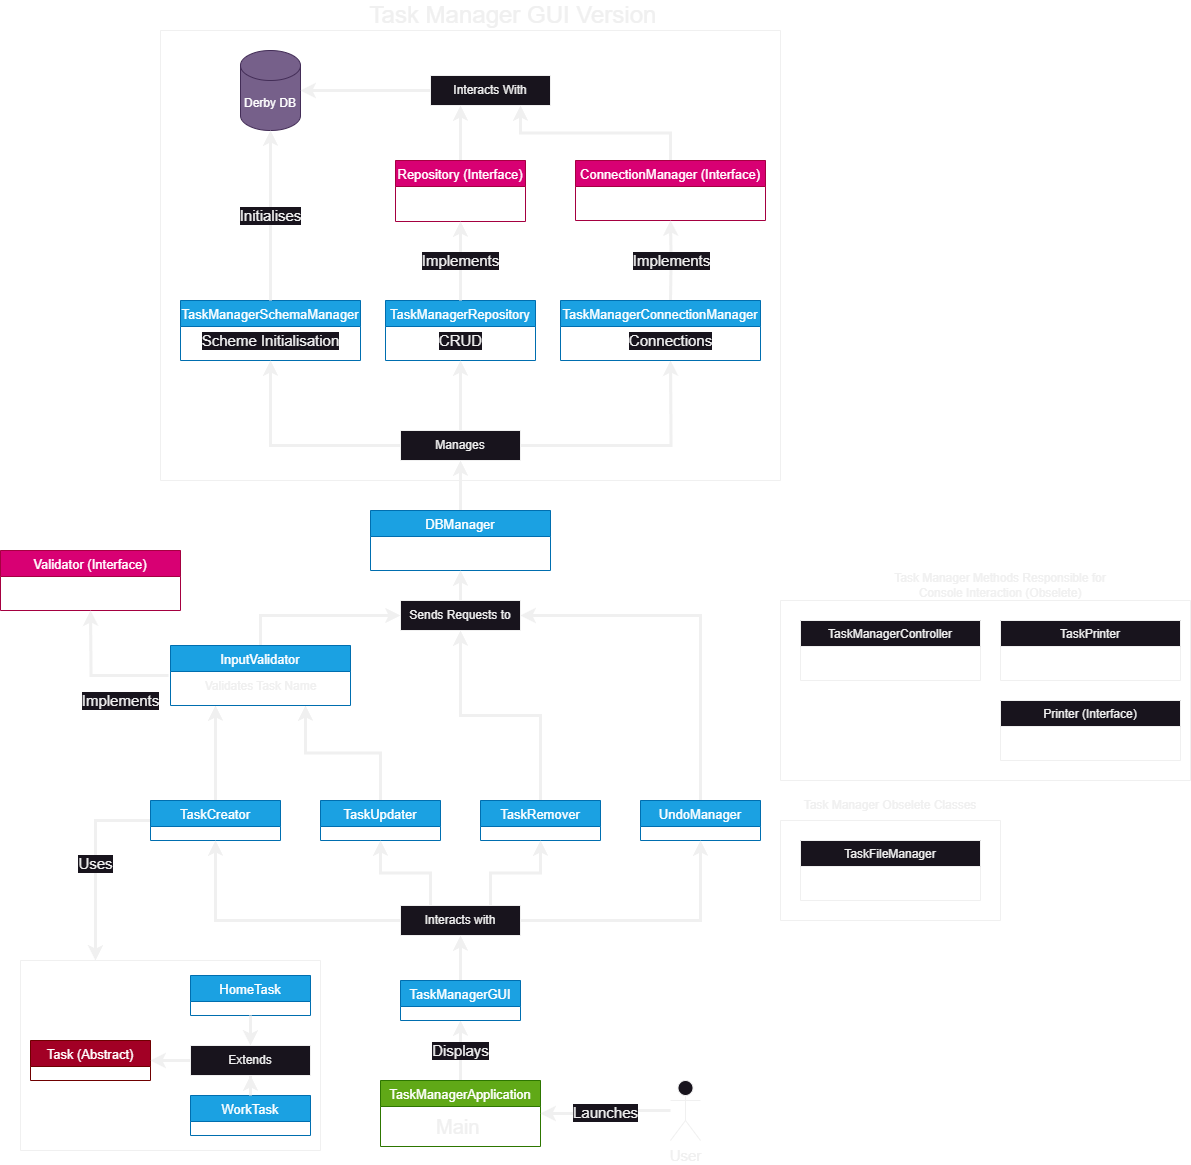 Task Manager GUI Version
Interacts With
Derby DB
Repository (Interface)
ConnectionManager (Interface)
Initialises
Implements
Implements
TaskManagerSchemaManager
Scheme Initialisation
TaskManagerRepository
CRUD
TaskManagerConnectionManager
Connections
Manages
DBManager
Validator (Interface)
Sends Requests to
InputValidator
Validates Task Name
Implements
Task Manager Methods Responsible for
Console Interaction (Obselete)
TaskManagerController
TaskPrinter
Printer (Interface)
TaskCreator
TaskUpdater
TaskRemover
UndoManager
Task Manager Obselete Classes
TaskFileManager
Uses
Interacts with
HomeTask
Task (Abstract)
Extends
WorkTask
TaskManagerGUI
Displays
TaskManagerApplication
Main
Launches
User